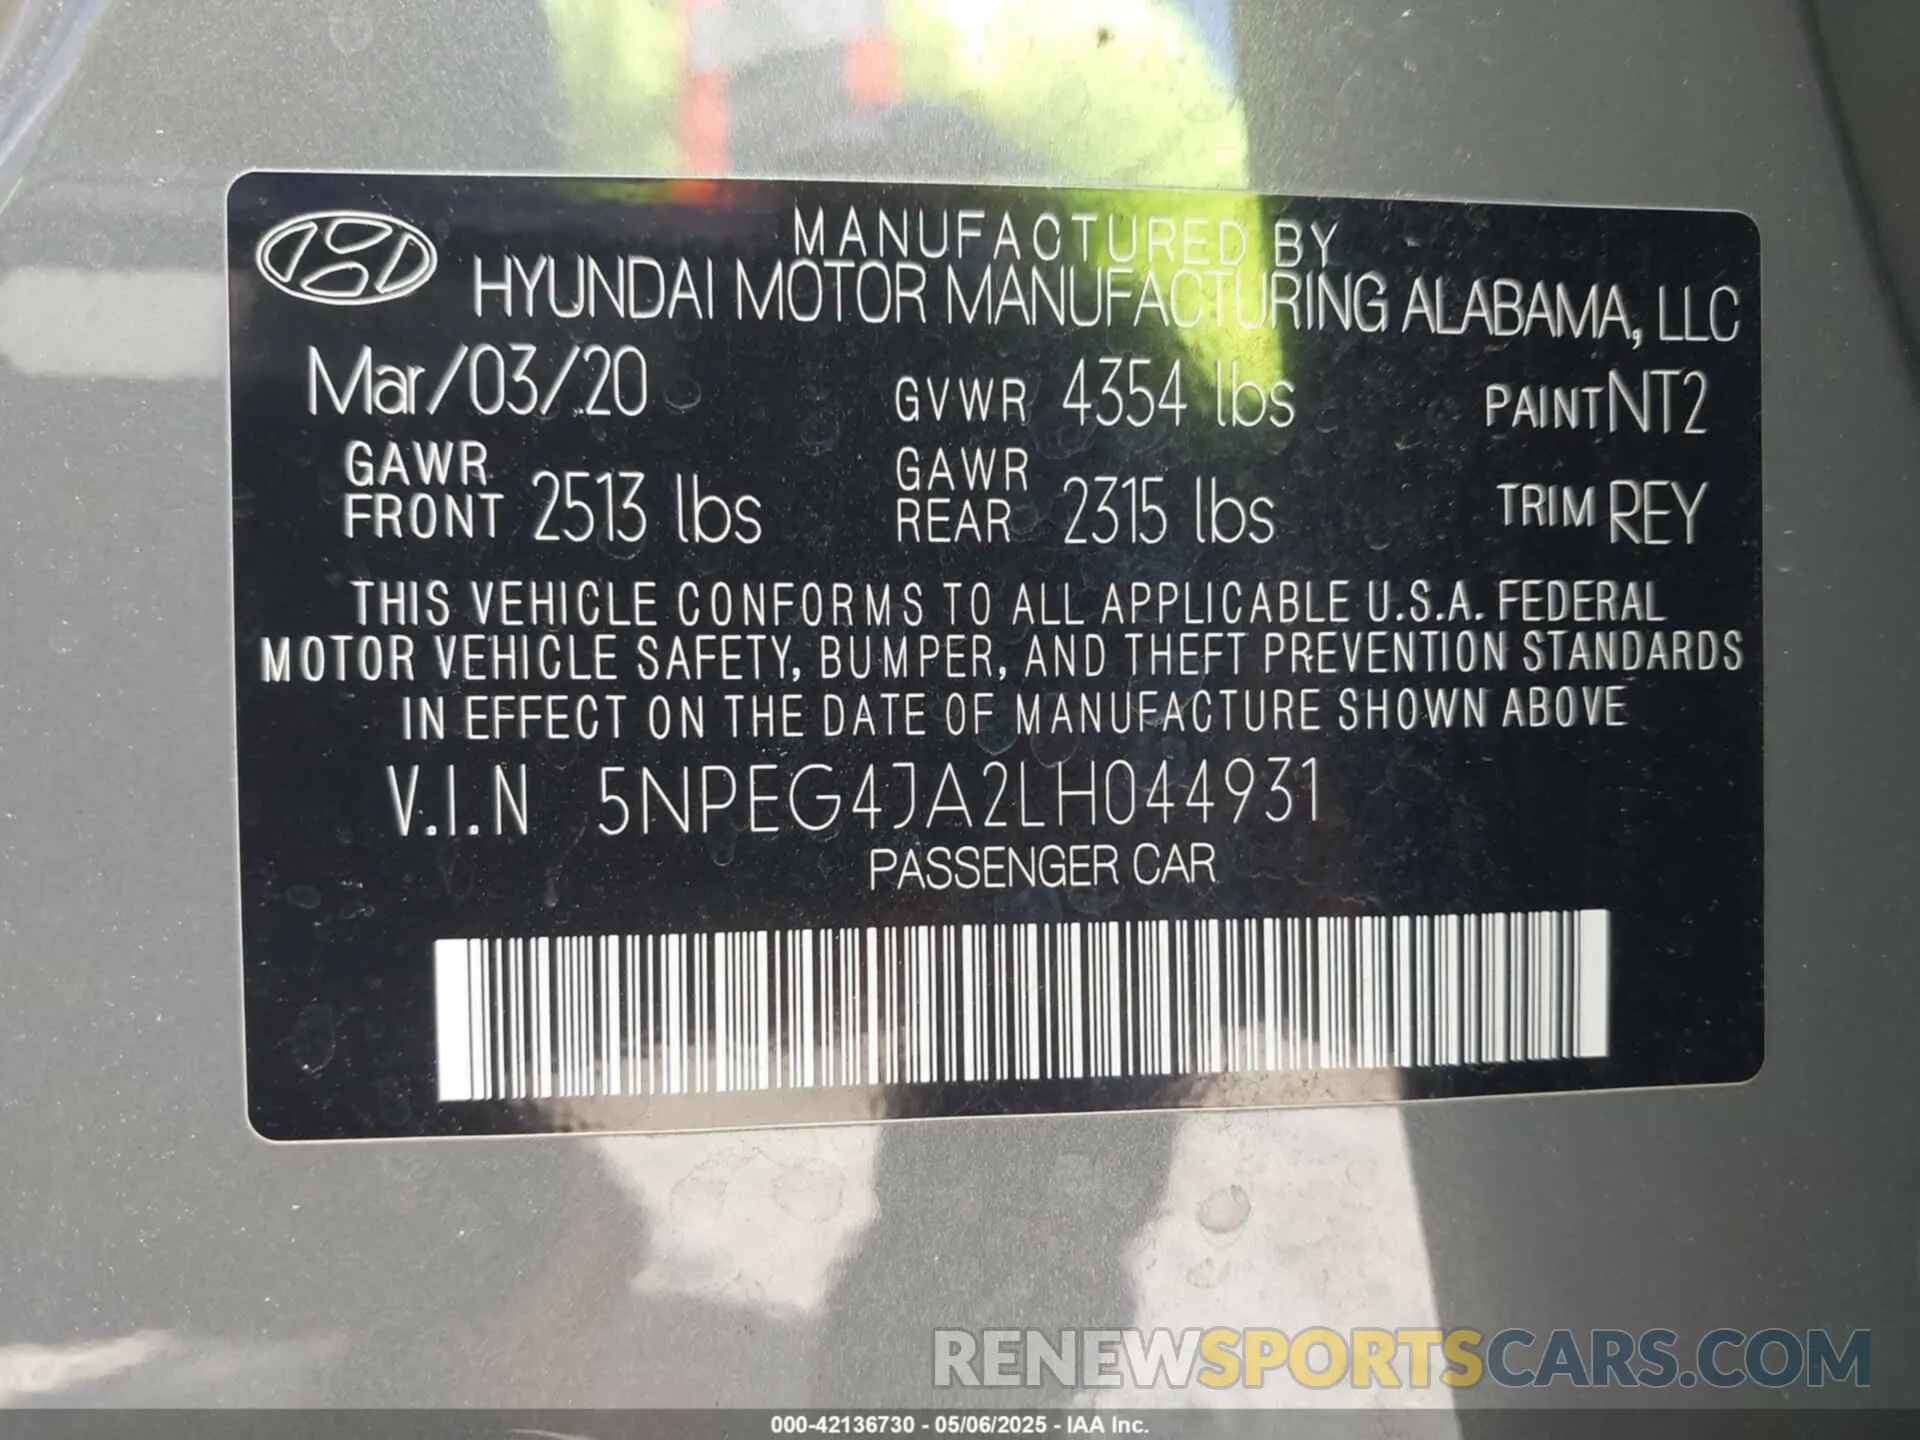 MANUFACTURED BY
HYUNDAI MOTOR MANUFACTURING ALABAMA, LLC
Mar/03/20 GVWR 4354 lbs PAINT NT2
GAWR FRONT 2513 lbs GAWR REAR 2315 lbs TRIM REY
THIS VEHICLE CONFORMS TO ALL APPLICABLE U.S.A. FEDERAL
MOTOR VEHICLE SAFETY, BUMPER, AND THEFT PREVENTION STANDARDS
IN EFFECT ON THE DATE OF MANUFACTURE SHOWN ABOVE
V.I.N 5NPEG4JA2LH044931
PASSENGER CAR
RENEWSPORTSCARS.COM
000-42136730 - 05/06/2025 - IAA Inc.